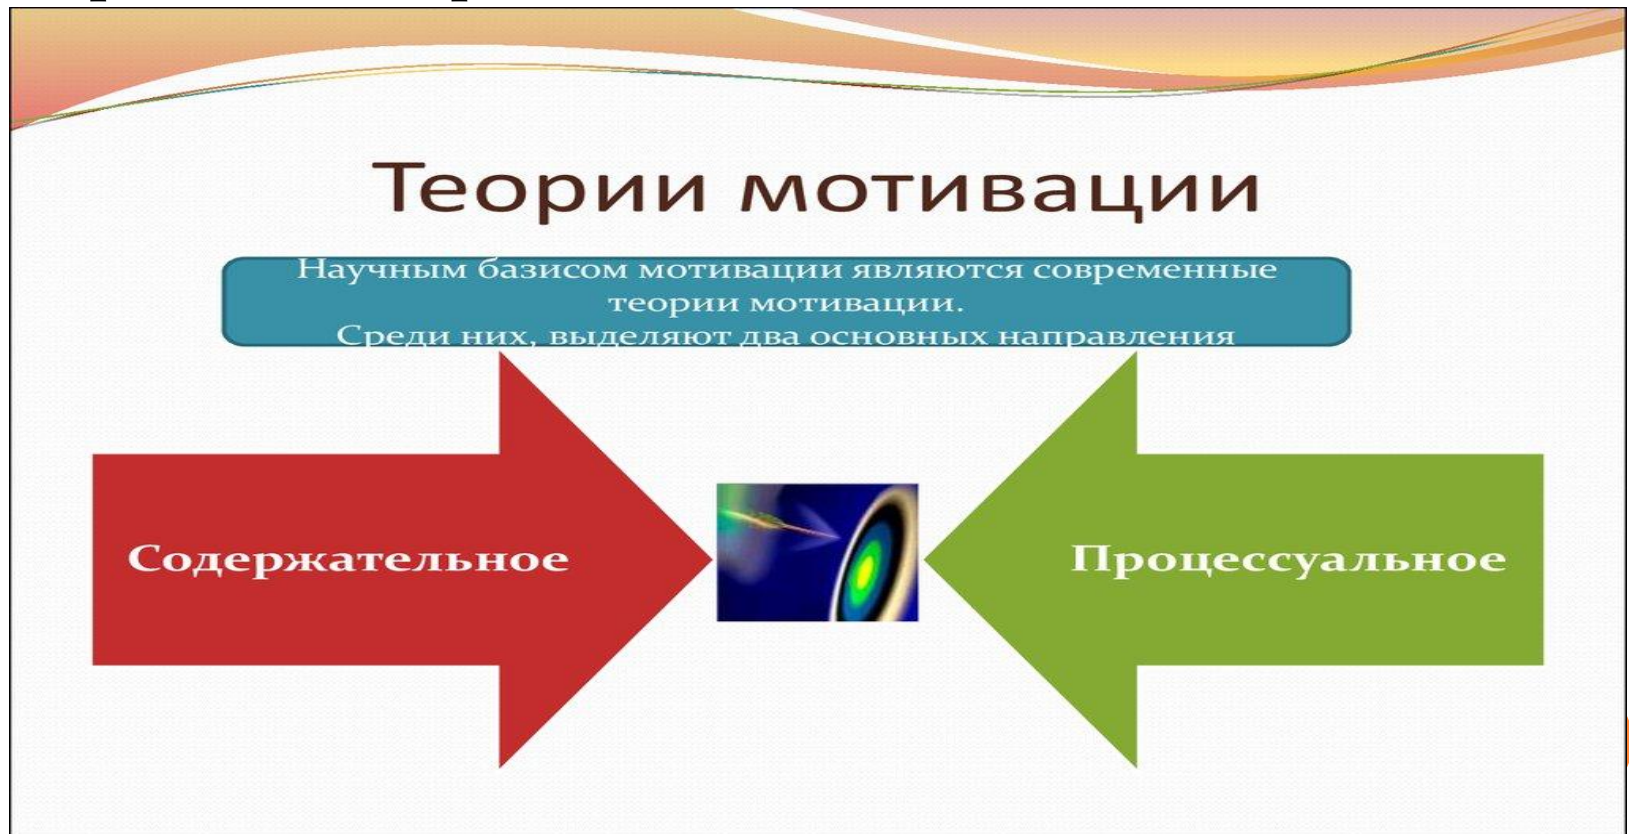 Теории мотивации
Научным базисом мотивации являются современные
теории мотивации.
Среди них, выделяют два основных направления
Содержательное
Процессуальное